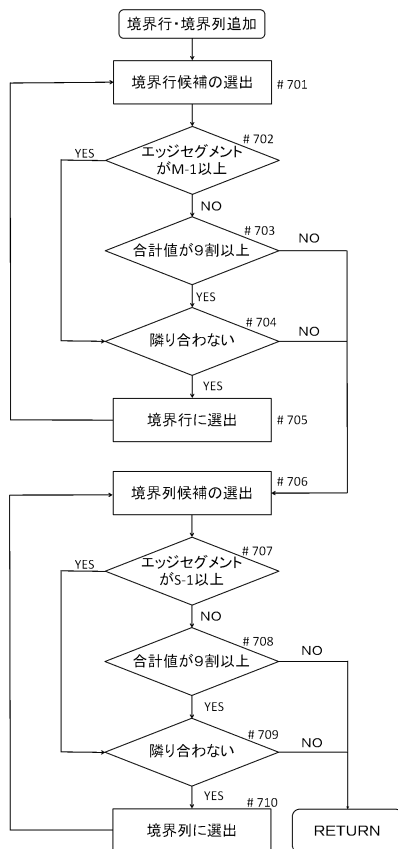 境界行・境界列追加
境界行候補の選出
# 701
# 702
YES
エッジセグメント
がM-1以上
NO
# 703
合計値が9割以上
NO
YES
# 704
隣り合わない
NO
YES
境界行に選出
# 705
境界列候補の選出
# 706
# 707
YES
エッジセグメント
がS-1以上
NO
# 708
合計値が9割以上
NO
YES
# 709
隣り合わない
NO
YES
# 710
境界列に選出
RETURN